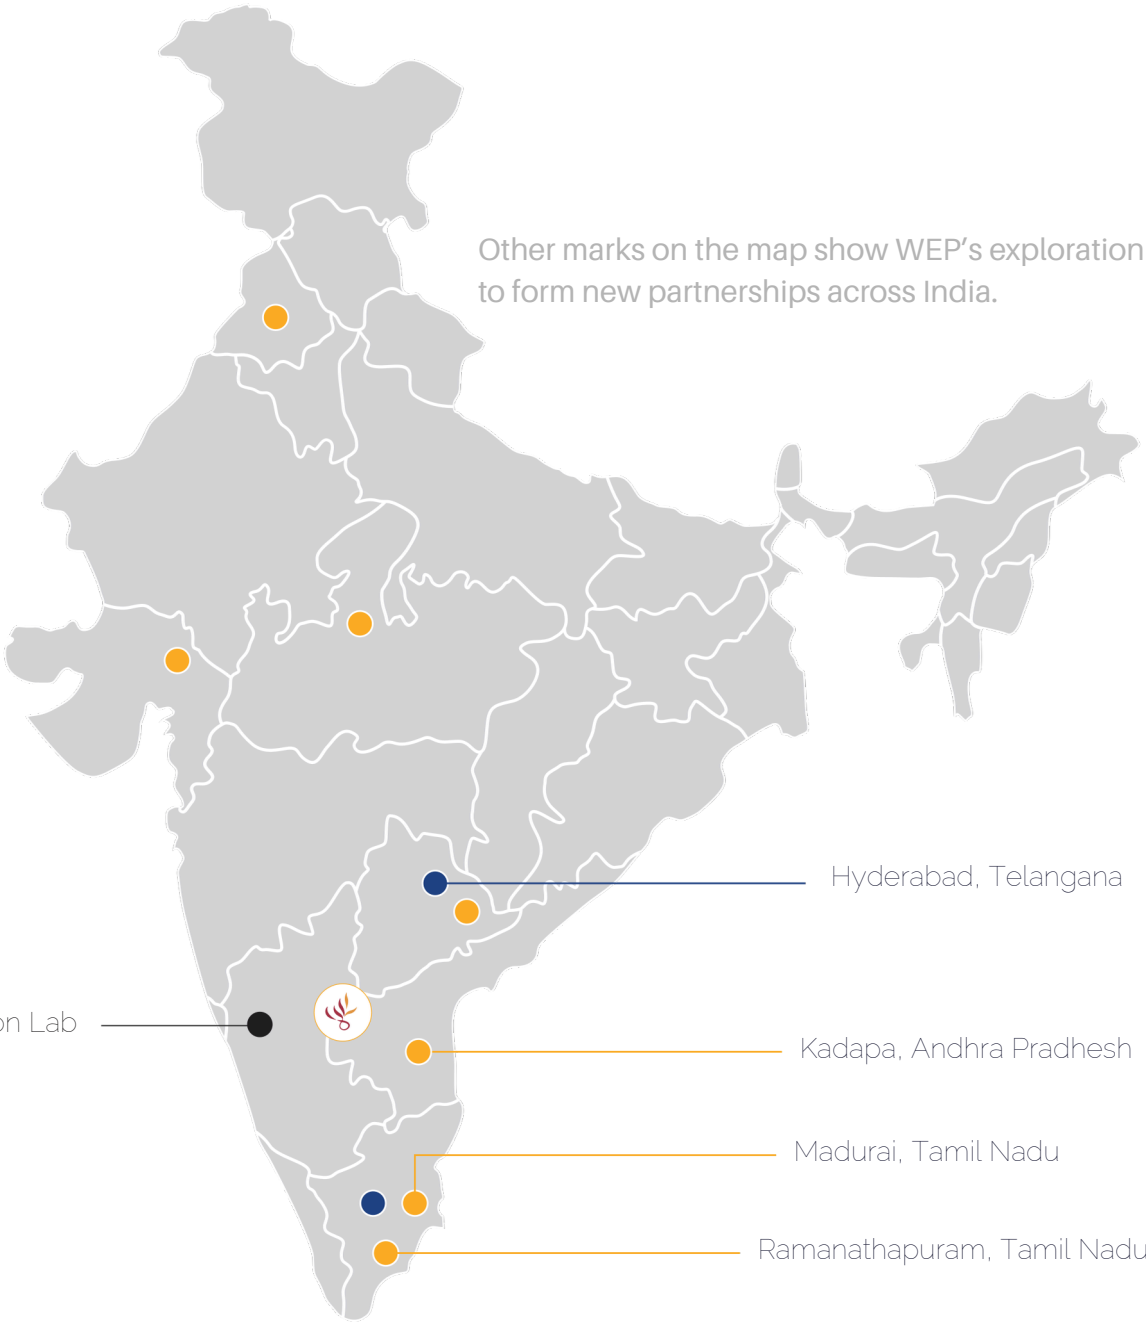 Other marks on the map show WEP's exploration
to form new partnerships across India.
Hyderabad, Telangana
on Lab
Kadapa, Andhra Pradhesh
Madurai, Tamil Nadu
Ramanathapuram, Tamil Nadu